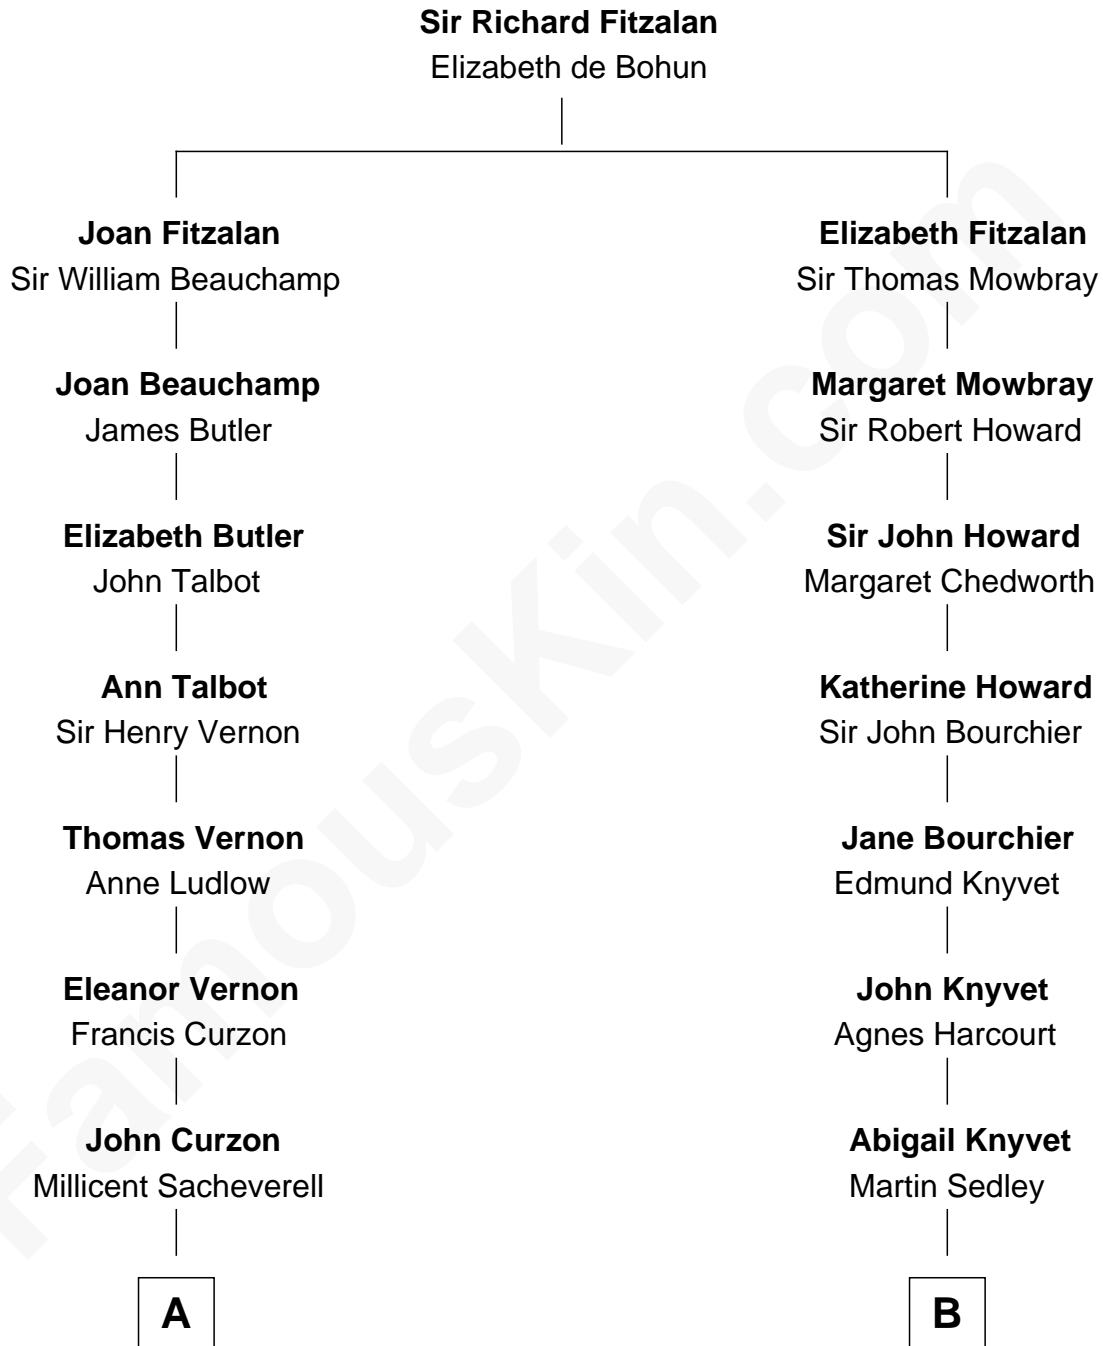 Sir Richard Fitzalan
Elizabeth de Bohun
Joan Fitzalan
Sir William Beauchamp
Elizabeth Fitzalan
Sir Thomas Mowbray
Joan Beauchamp
James Butler
Margaret Mowbray
Sir Robert Howard
Elizabeth Butler
John Talbot
Sir John Howard
Margaret Chedworth
Ann Talbot
Sir Henry Vernon
Katherine Howard
Sir John Bourchier
Thomas Vernon
Anne Ludlow
Jane Bourchier
Edmund Knyvet
Eleanor Vernon
Francis Curzon
John Knyvet
Agnes Harcourt
John Curzon
Millicent Sacheverell
Abigail Knyvet
Martin Sedley
A
B
FamousKin.com